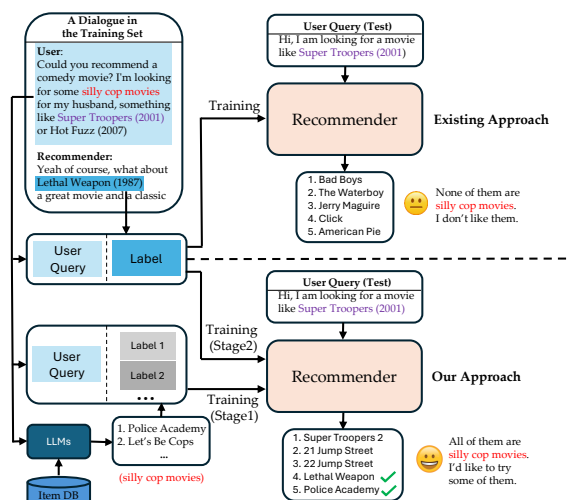 A Dialogue in
the Training Set
User:
Could you recommend a
comedy movie? I'm looking
for some silly cop movies
for my husband, something
like Super Troopers (2001)
or Hot Fuzz (2007)
Recommender:
Yeah of course, what about
Lethal Weapon (1987)
a great movie and a classic
User
Query
Label
User
Query
Label 1
Label 2
...
LLMs
Item DB
1. Police Academy
2. Let's Be Cops
...
(silly cop movies)
Training
Training
(Stage2)
Training
(Stage1)
User Query (Test)
Hi, I am looking for a movie
like Super Troopers (2001)
Recommender
Existing Approach
1. Bad Boys
2. The Waterboy
3. Jerry Maguire
4. Click
5. American Pie
None of them are
silly cop movies.
I don't like them.
User Query (Test)
Hi, I am looking for a movie
like Super Troopers (2001)
Recommender
Our Approach
1. Super Troopers 2
2. 21 Jump Street
3. 22 Jump Street
4. Lethal Weapon
5. Police Academy
All of them are
silly cop movies.
I'd like to try
some of them.